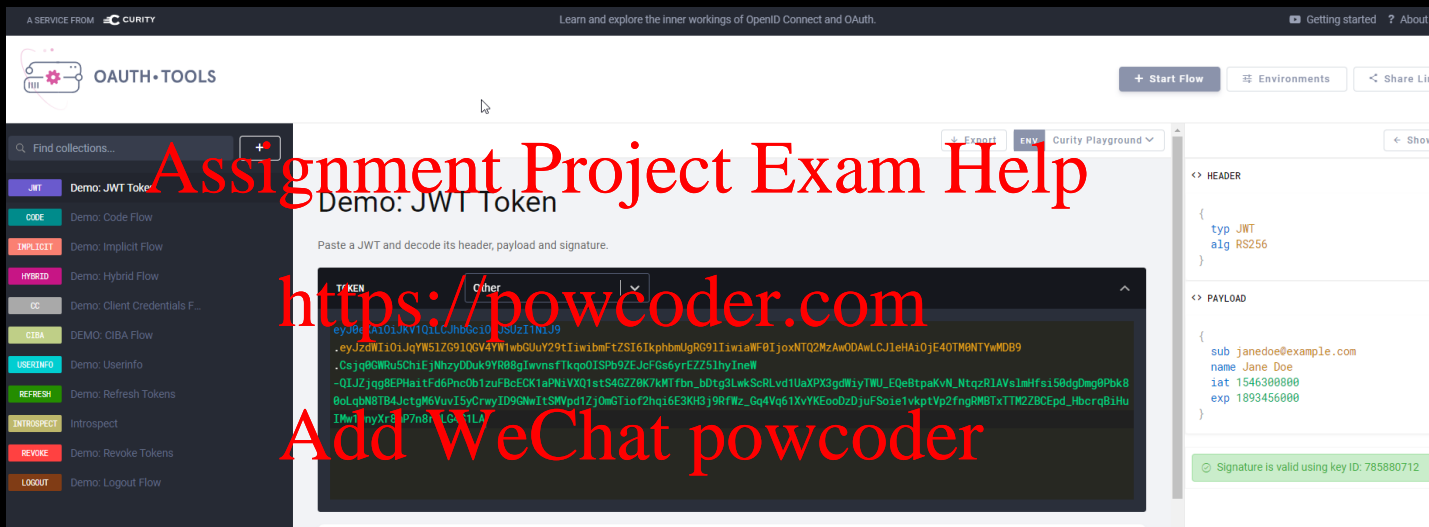 A SERVICE FROM CURITY
Learn and explore the inner workings of OpenID Connect and OAuth.
Getting started ? About
OAUTH•TOOLS
+ Start Flow
Environments
Share Li
Find collections...
+
Export
ENV Curity Playground
← Show
Assignment Project Exam Help
JWT Demo: JWT Token
CODE Demo: Code Flow
IMPLICIT Demo: Implicit Flow
HYBRID Demo: Hybrid Flow
CC Demo: Client Credentials F...
CIBA DEMO: CIBA Flow
USERINFO Demo: Userinfo
REFRESH Demo: Refresh Tokens
INTROSPECT Introspect
REVOKE Demo: Revoke Tokens
LOGOUT Demo: Logout Flow
Demo: JWT Token
Paste a JWT and decode its header, payload and signature.
TOKEN Other
https://powcoder.com
.eyJzdWIiOiJqYW5lZG9lQGV4YW1wbGUuY29tIiwibmFtZSI6IkphbmUgRG9lIiwiaWF0IjoxNTQ2MzAwODAwLCJleHAiOjE4OTM0NTYwMDB9
.Csjq0GWRu5ChiEjNhzyDDuk9YR08gIwvnsfTkqoOISPb9ZEJcFGs6yrEZZ5lhyIneW
-QIJZjqg8EPHaitFd6PncOb1zuFBcECK1aPNiVXQ1stS4GZZ0K7kMTfbn_bDtg3LwkScRLvd1UaXPX3gdWiyTWU_EQeBtpaKvN_NtqzRlAVslmHfsi50dgDmg0Pbk8
0oLqbN8TB4JctgM6VuvI5yCrwyID9GNwItSMVpd1ZjOmGTiof2hqi6E3KH3j9RfWz_Gq4Vq61XvYKEooDzDjuFSoie1vkptVp2fngRMBTxTTM2ZBCEpd_HbcrqBiHu
Add WeChat powcoder
<> HEADER
{
typ JWT
alg RS256
}
<> PAYLOAD
{
sub janedoe@example.com
name Jane Doe
iat 1546300800
exp 1893456000
}
Signature is valid using key ID: 785880712